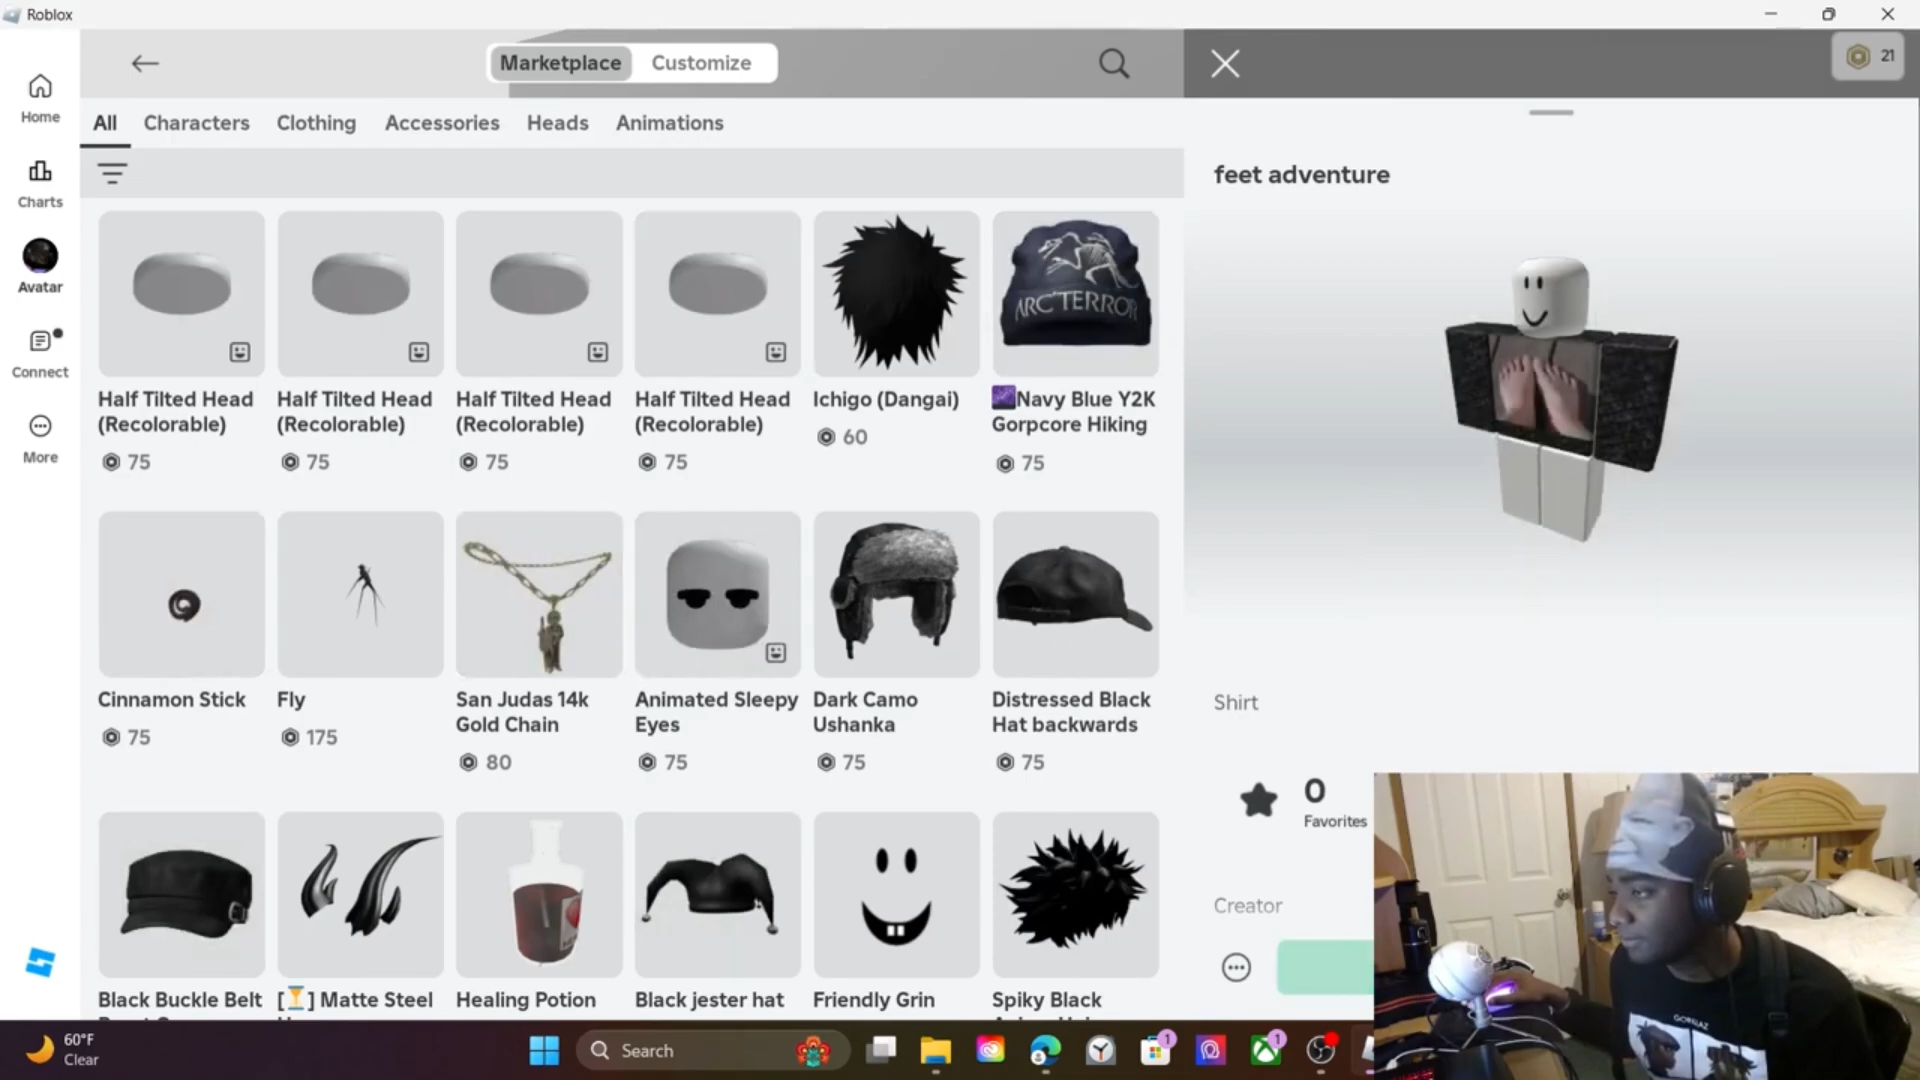 Roblox
Home
Charts
Avatar
Connect
More
Marketplace
Customize
21
All
Characters
Clothing
Accessories
Heads
Animations
Half Tilted Head
(Recolorable)
75
Half Tilted Head
(Recolorable)
75
Half Tilted Head
(Recolorable)
75
Half Tilted Head
(Recolorable)
75
Ichigo (Dangai)
60
ARC'TERROR
Navy Blue Y2K
Gorpcore Hiking
75
Cinnamon Stick
75
Fly
175
San Judas 14k
Gold Chain
80
Animated Sleepy
Eyes
75
Dark Camo
Ushanka
75
Distressed Black
Hat backwards
75
Black Buckle Belt
[⏳] Matte Steel
Healing Potion
Black jester hat
Friendly Grin
Spiky Black
feet adventure
Shirt
0
Favorites
Creator
GORILLAZ
60°F
Clear
Search
1
1